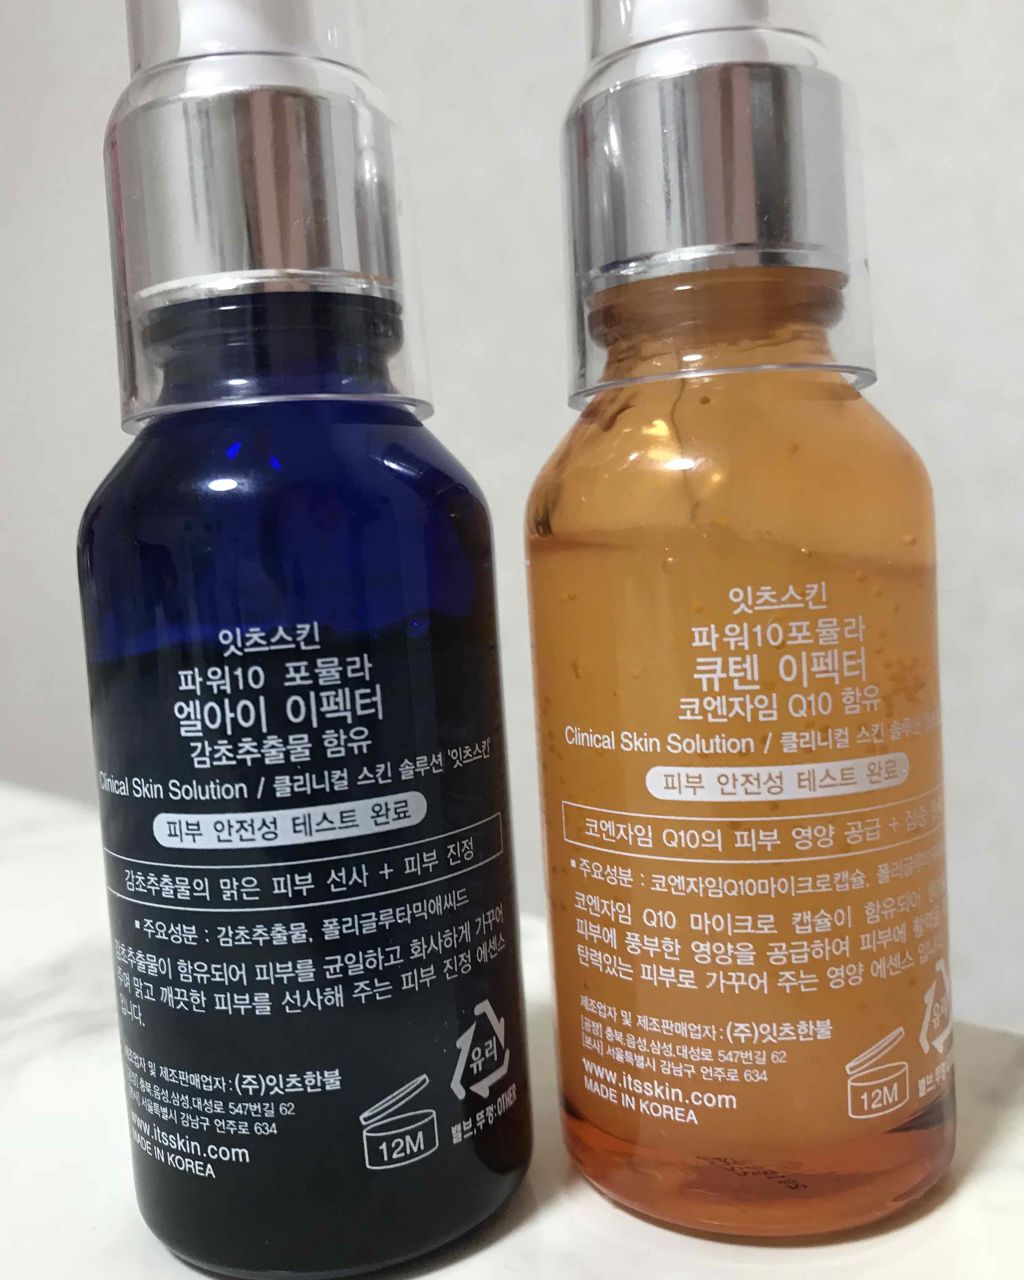 잇츠스킨
파워10 포뮬라
엘아이 이펙터
감초추출물 함유
Clinical Skin Solution / 클리니컬 스킨 솔루션 '잇츠스킨'
피부 안전성 테스트 완료
감초추출물의 맑은 피부 선사 + 피부 진정
▪주요성분 : 감초추출물, 폴리글루타믹애씨드
감초추출물이 함유되어 피부를 균일하고 화사하게 가꾸어
주며 맑고 깨끗한 피부를 선사해 주는 피부 진정 에센스
입니다.
제조업자 및 제조판매업자 : (주)잇츠한불
충북,음성,삼성,대성로 547번길 62
서울특별시 강남구 언주로 634
www.itsskin.com
MADE IN KOREA
12M
유리
밸브,뚜껑:OTHER
잇츠스킨
파워10포뮬라
큐텐 이펙터
코엔자임 Q10 함유
Clinical Skin Solution / 클리니컬 스킨 솔루션
피부 안전성 테스트 완료
코엔자임 Q10의 피부 영양 공급 + 집중
▪주요성분 : 코엔자임Q10마이크로캡슐,
코엔자임 Q10 마이크로 캡슐이 함유되어
피부에 풍부한 영양을 공급하여 피부에 활력을
탄력있는 피부로 가꾸어 주는 영양 에센스 입니다.
제조업자 및 제조판매업자 : (주)잇츠한불
[공장] 충북,음성,삼성,대성로 547번길 62
[본사] 서울특별시 강남구 언주로 634
www.itsskin.com
MADE IN KOREA
12M
유리